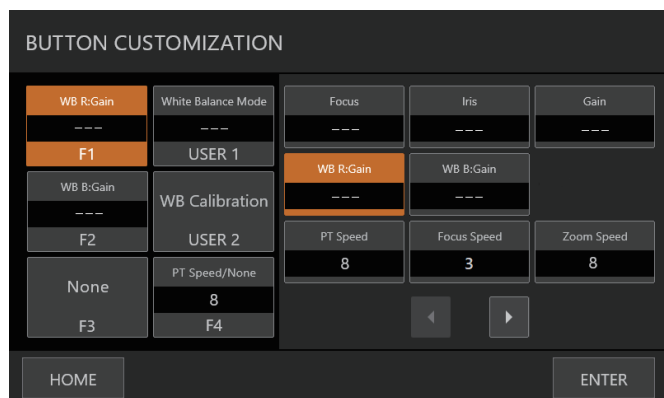 BUTTON CUSTOMIZATION
WB R:Gain
---
F1
White Balance Mode
---
USER 1
WB B:Gain
---
F2
WB Calibration
USER 2
None
F3
PT Speed/None
8
F4
Focus
---
Iris
---
Gain
---
WB R:Gain
---
WB B:Gain
---
PT Speed
8
Focus Speed
3
Zoom Speed
8
HOME
ENTER